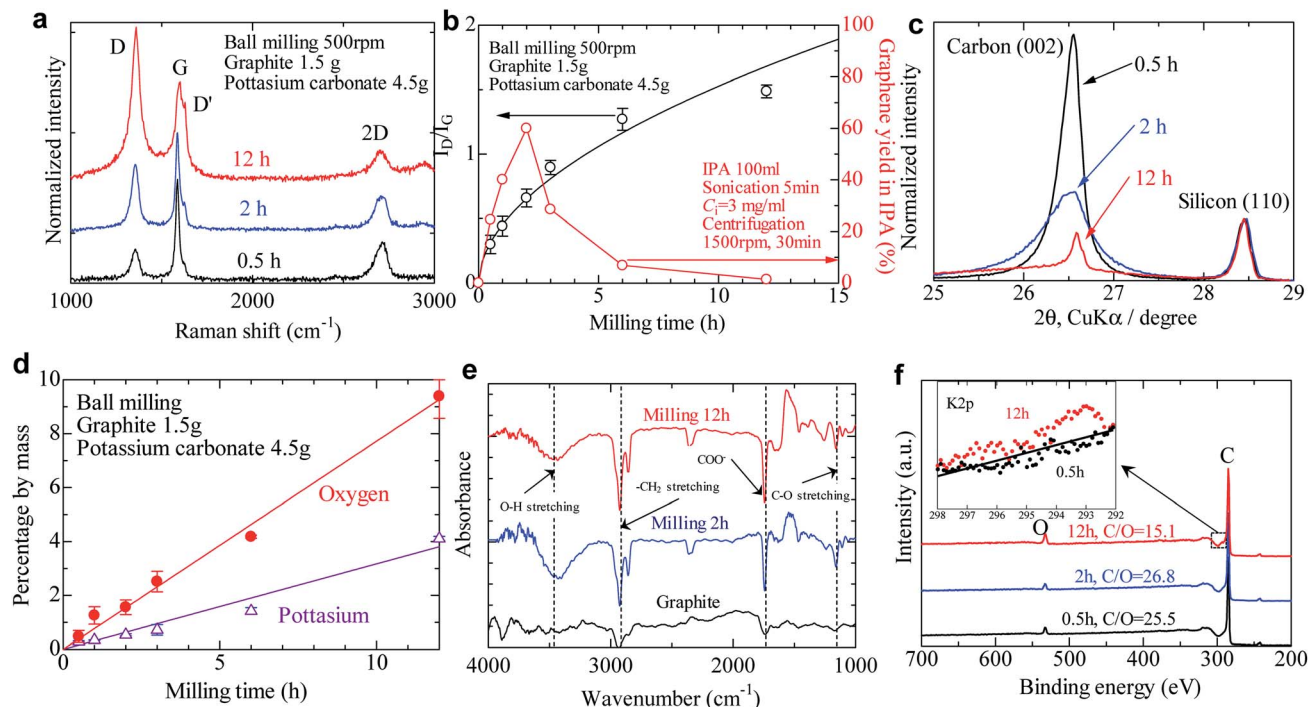 a
D
G
D'
2D
Ball milling 500rpm
Graphite 1.5 g
Pottasium carbonate 4.5g
12 h
2 h
0.5 h
Normalized intensity
1000
2000
3000
Raman shift (cm⁻¹)
b
Ball milling 500rpm
Graphite 1.5g
Potassium carbonate 4.5g
IPA 100ml
Sonication 5min
Cᵢ=3 mg/ml
Centrifugation
1500rpm, 30min
I_D/I_G
0
1
2
Graphene yield in IPA (%)
0
20
40
60
80
100
0
5
10
15
Milling time (h)
c
Carbon (002)
0.5 h
2 h
12 h
Silicon (110)
Normalized intensity
25
26
27
28
29
2θ, CuKα / degree
d
Ball milling
Graphite 1.5g
Potassium carbonate 4.5g
Oxygen
Pottasium
Percentage by mass
0
2
4
6
8
10
0
5
10
Milling time (h)
e
Milling 12h
O-H stretching
-CH₂ stretching
COO⁻
C-O stretching
Milling 2h
Graphite
Absorbance
4000
3000
2000
1000
Wavenumber (cm⁻¹)
f
K2p
12h
0.5h
298
297
296
295
294
293
292
O
C
12h, C/O=15.1
2h, C/O=26.8
0.5h, C/O=25.5
Intensity (a.u.)
700
600
500
400
300
200
Binding energy (eV)